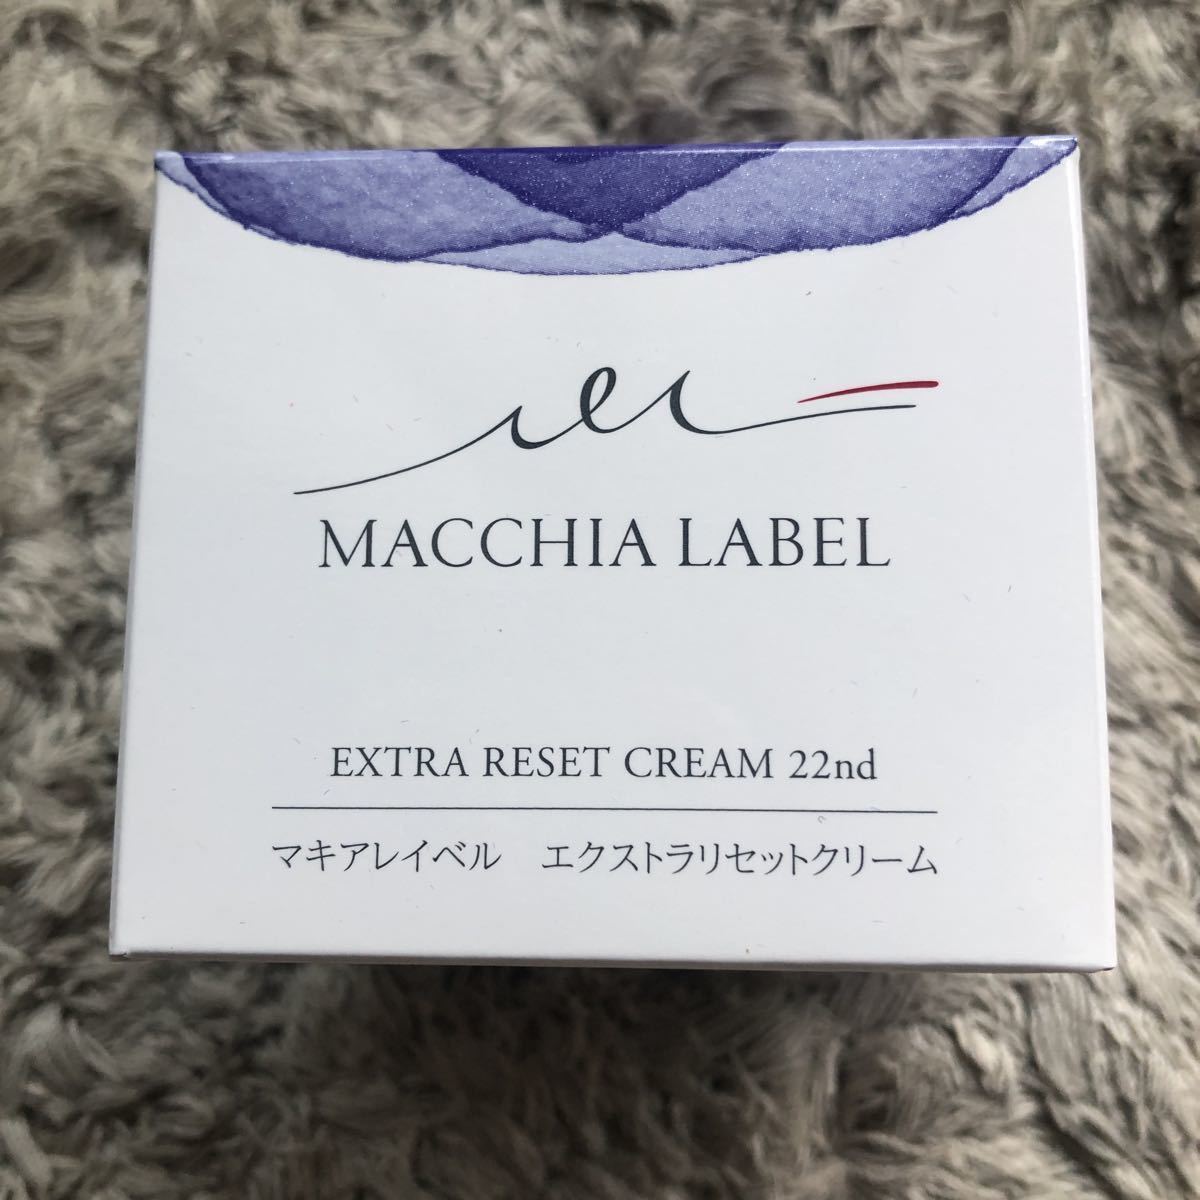 MACCHIA LABEL
EXTRA RESET CREAM 22nd
マキアレイベル　エクストラリセットクリーム